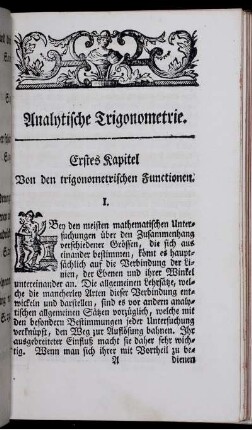 Analytische Trigonometrie.
Erstes Kapitel
Von den trigonometrischen Functionen.
I.
Bey den meisten mathematischen Unter-
suchungen über den Zusammenhang
verschiedener Grössen, die sich aus
einander bestimmen, kömt es haupt-
sächlich auf die Verbindung der Li-
nien, der Ebenen und ihrer Winkel
untereinander an. Die allgemeinen Lehrsätze, wel-
che die mancherley Arten dieser Verbindung ent-
wickeln und darstellen, sind es vor andern analy-
tischen allgemeinen Sätzen vorzüglich, welche mit
den besondern Bestimmungen jeder Untersuchung
verknüpft, den Weg zur Auflösung bahnen. Ihr
ausgebreiteter Einfluß macht sie daher sehr wich-
tig. Wenn man sich ihrer mit Vortheil zu be-
A dienen